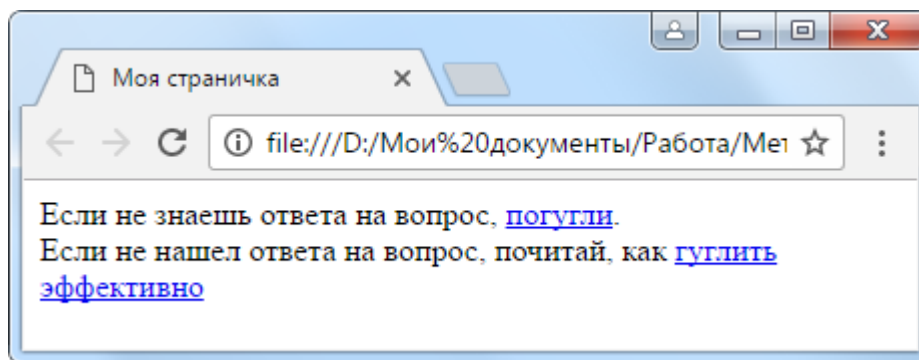 Моя страничка
file:///D:/Мои%20документы/Работа/Мет
Если не знаешь ответа на вопрос, погугли.
Если не нашел ответа на вопрос, почитай, как гуглить
эффективно